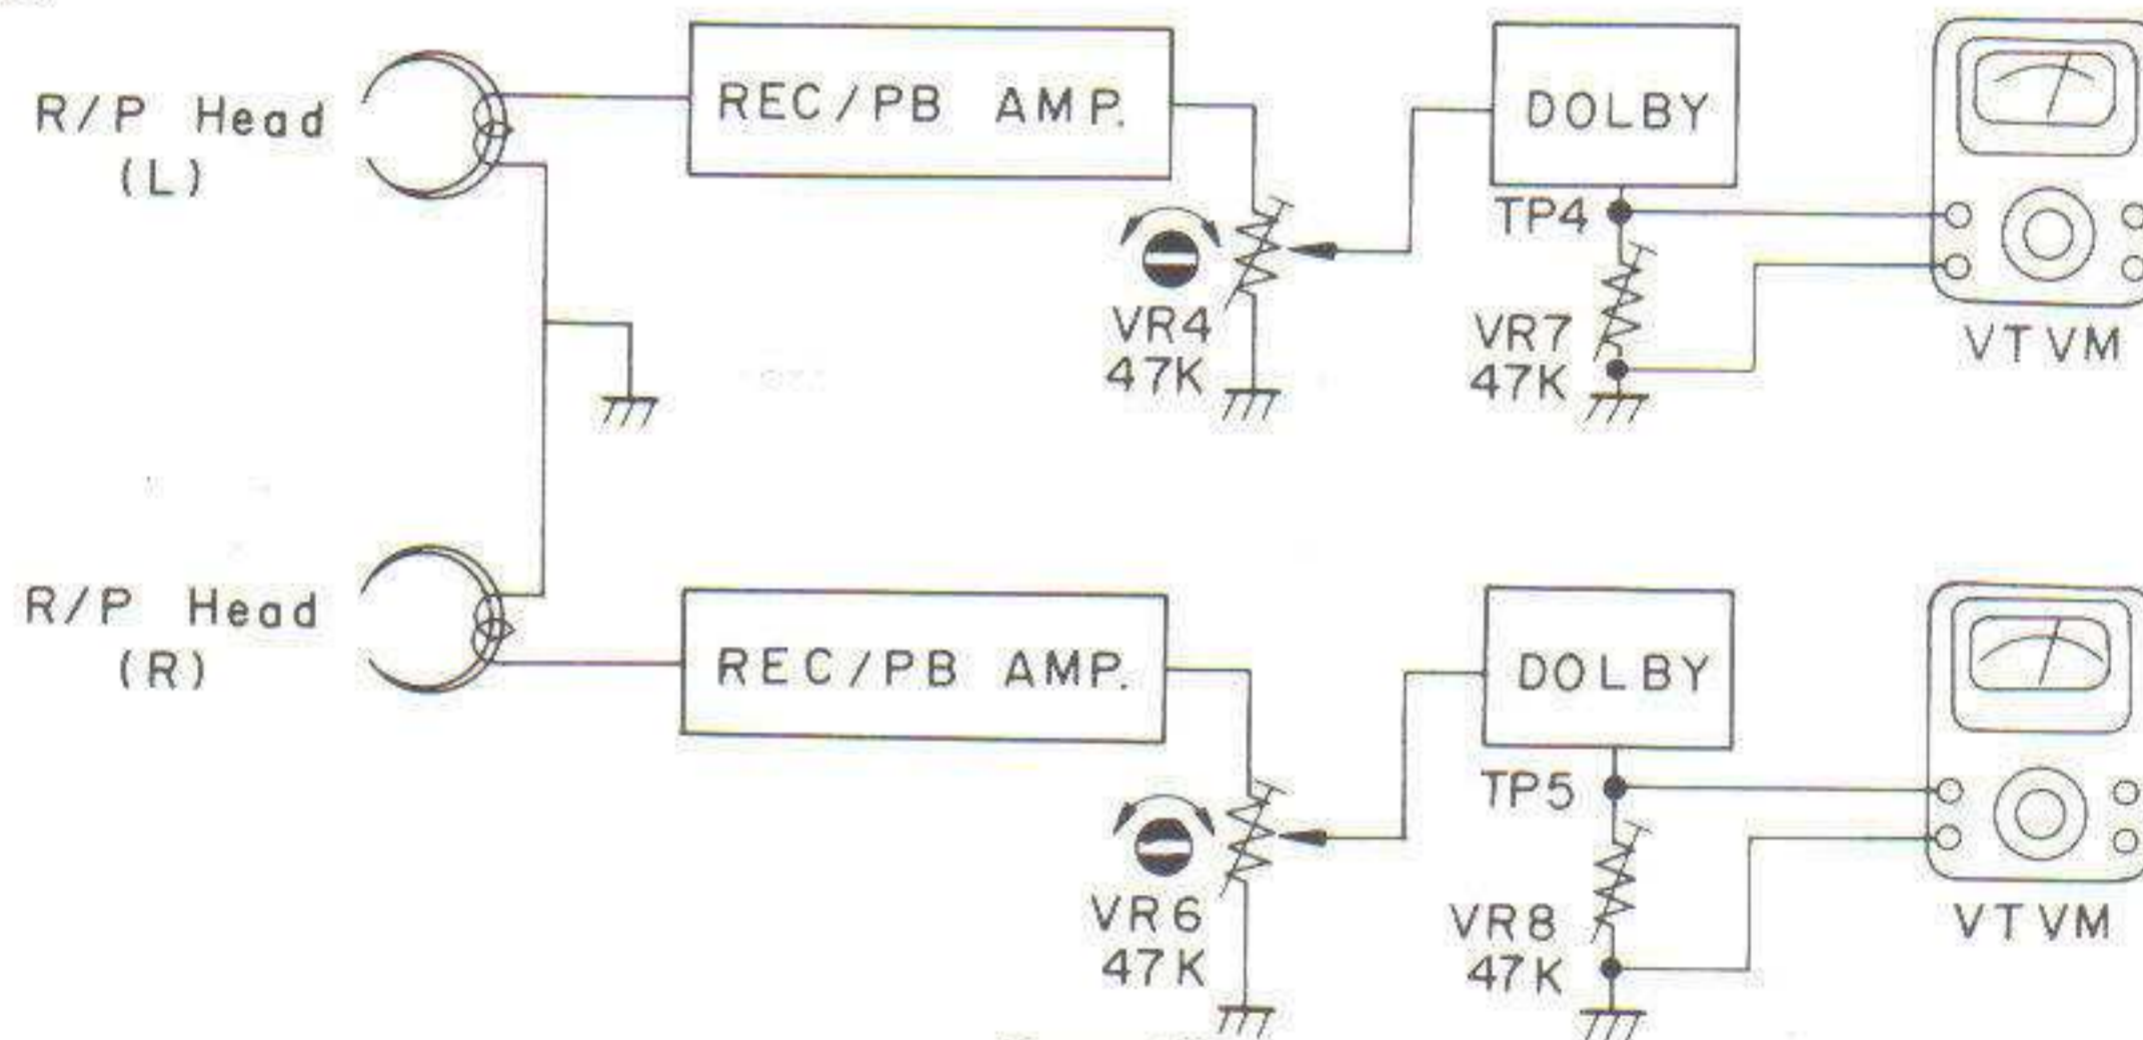 R/P Head
(L)
REC/PB AMP.
DOLBY
TP4
VR4
47K
VR7
47K
VTVM
R/P Head
(R)
REC/PB AMP.
DOLBY
TP5
VR6
47K
VR8
47K
VTVM